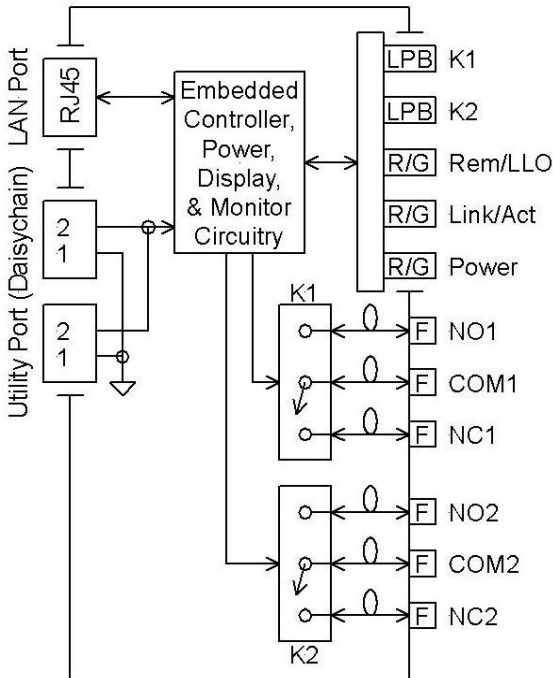 LAN Port
RJ45
Utility Port (Daisychain)
2
1
2
1
Embedded
Controller,
Power,
Display,
& Monitor
Circuitry
LPB K1
LPB K2
R/G Rem/LLO
R/G Link/Act
R/G Power
K1
F NO1
F COM1
F NC1
F NO2
F COM2
F NC2
K2